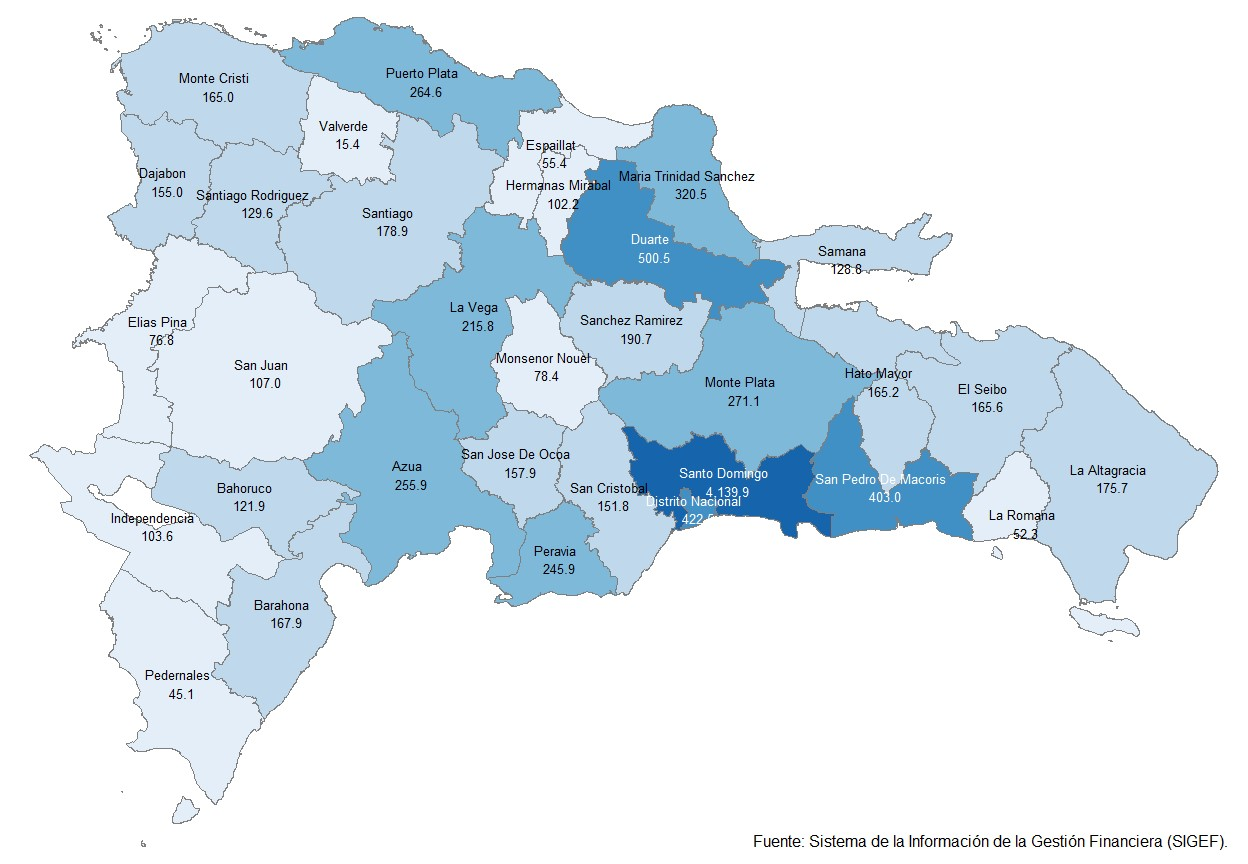 Monte Cristi
165.0
Puerto Plata
264.6
Valverde
15.4
Espaillat
55.4
Dajabon
155.0
Santiago Rodriguez
129.6
Santiago
178.9
Hermanas Mirabal
102.2
Maria Trinidad Sanchez
320.5
Duarte
500.5
Samana
128.8
Elias Pina
76.8
San Juan
107.0
La Vega
215.8
Monsenor Nouel
78.4
Sanchez Ramirez
190.7
Monte Plata
271.1
Hato Mayor
165.2
El Seibo
165.6
La Altagracia
175.7
Azua
255.9
San Jose De Ocoa
157.9
San Cristobal
151.8
Santo Domingo
4,139.9
Distrito Nacional
San Pedro De Macoris
403.0
La Romana
52.3
Bahoruco
121.9
Independencia
103.6
Peravia
245.9
Barahona
167.9
Pedernales
45.1
Fuente: Sistema de la Información de la Gestión Financiera (SIGEF).